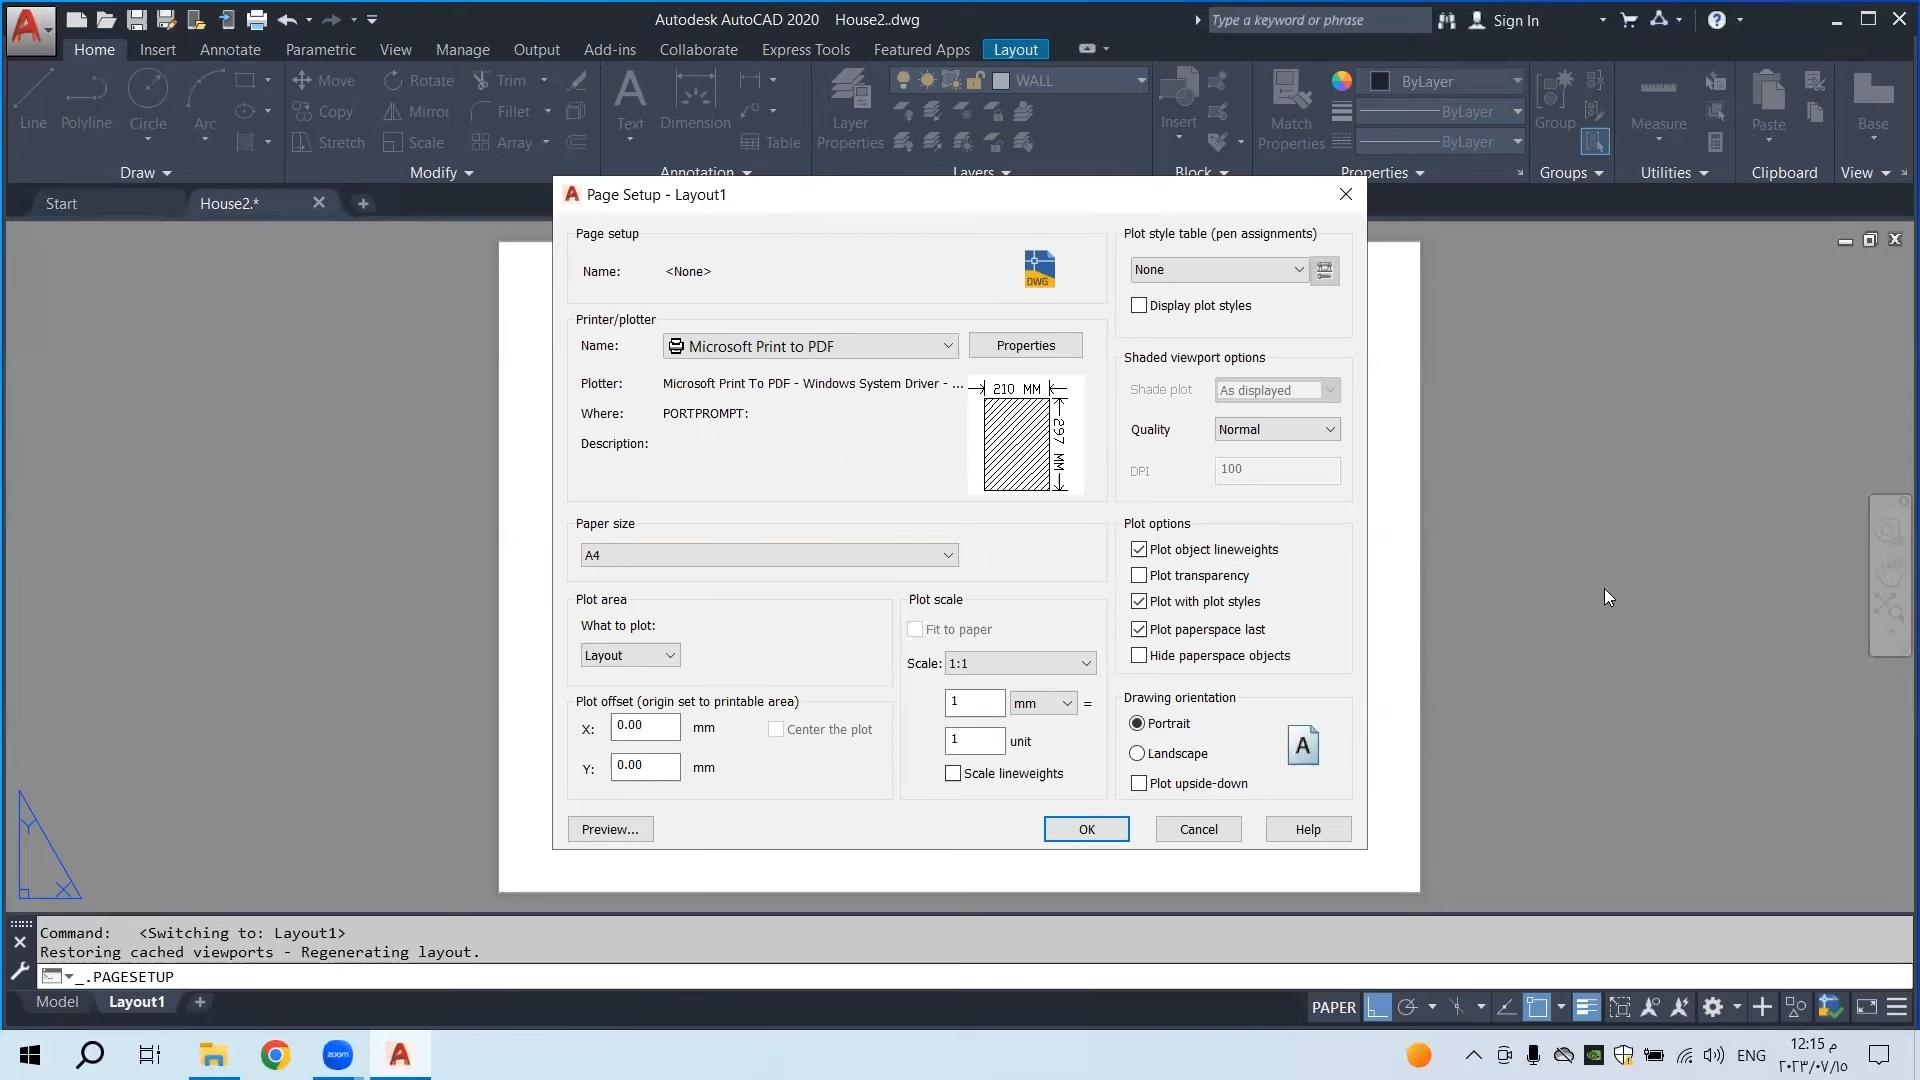 Autodesk AutoCAD 2020 House2..dwg
Type a keyword or phrase
Sign In
Home Insert Annotate Parametric View Manage Output Add-ins Collaborate Express Tools Featured Apps Layout
Line Polyline Circle Arc
Move Rotate Trim
Copy Mirror Fillet
Stretch Scale Array
Text Dimension
Table
Layer Properties
WALL
Insert
Match Properties
ByLayer
ByLayer
ByLayer
Group
Measure
Paste
Base
Draw Modify Annotation Layers Block Properties Groups Utilities Clipboard View
Start House2.*
Page Setup - Layout1
Page setup
Name: <None>
DWG
Printer/plotter
Name: Microsoft Print to PDF Properties
Plotter: Microsoft Print To PDF - Windows System Driver - ...
Where: PORTPROMPT:
Description:
210 MM
297 MM
Paper size
A4
Plot area
What to plot:
Layout
Plot scale
Fit to paper
Scale: 1:1
1 mm =
1 unit
Scale lineweights
Plot offset (origin set to printable area)
X: 0.00 mm Center the plot
Y: 0.00 mm
Plot style table (pen assignments)
None
Display plot styles
Shaded viewport options
Shade plot As displayed
Quality Normal
DPI 100
Plot options
Plot object lineweights
Plot transparency
Plot with plot styles
Plot paperspace last
Hide paperspace objects
Drawing orientation
Portrait
Landscape
Plot upside-down
A
Preview... OK Cancel Help
Y
X
Command: <Switching to: Layout1>
Restoring cached viewports - Regenerating layout.
_.PAGESETUP
Model Layout1
PAPER
zoom
ENG
12:15 م
٢٠٢٣/٠٧/١٥